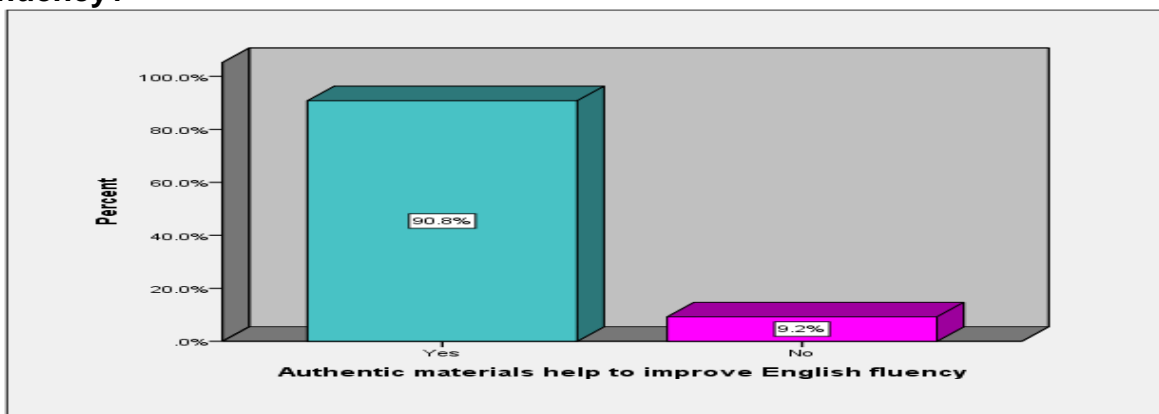 100.0%
80.0%
60.0%
40.0%
20.0%
.0%
Percent
90.8%
9.2%
Yes No
Authentic materials help to improve English fluency